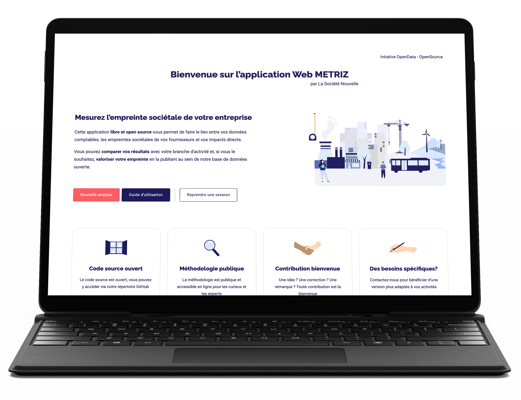 Intiative OpenData - OpenSource
Bienvenue sur l'application Web METRIZ
par La Société Nouvelle
Mesurez l'empreinte sociétale de votre entreprise
Cette application libre et open source vous permet de faire le lien entre vos données
comptables, les empreintes sociétales de vos fournisseurs et vos impacts directs.
Vous pouvez comparer vos résultats avec votre branche d'activité et, si vous le
souhaitez, valoriser votre empreinte en la publiant au sein de notre base de données
ouverte.
Nouvelle analyse
Guide d'utilisation
Reprendre une session
Code source ouvert
Le code source est ouvert, vous pouvez
y accéder via notre répertoire GitHub
Méthodologie publique
La méthodologie est publique et
accessible en ligne pour les curieux et
les experts
Contribution bienvenue
Une idée ? Une correction ? Une
remarque ? Toute contribution est la
bienvenue
Des besoins spécifiques?
Contactez-nous pour bénéficier d'une
version plus adaptée à vos activités